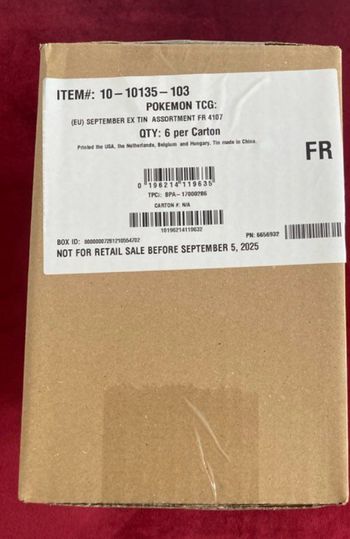 ITEM#: 10-10135-103
POKEMON TCG:
(EU) SEPTEMBER EX TIN ASSORTMENT FR 4107
QTY: 6 per Carton
Printed the USA, the Netherlands, Belgium and Hungary. Tin made in China.
FR
0 196214 119635
TPCi: BPA-17000286
CARTON #: N/A
10196214119632
PN: 6656932
BOX ID: 00000007261210554702
NOT FOR RETAIL SALE BEFORE SEPTEMBER 5, 2025